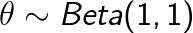 θ ∼ Beta(1, 1)